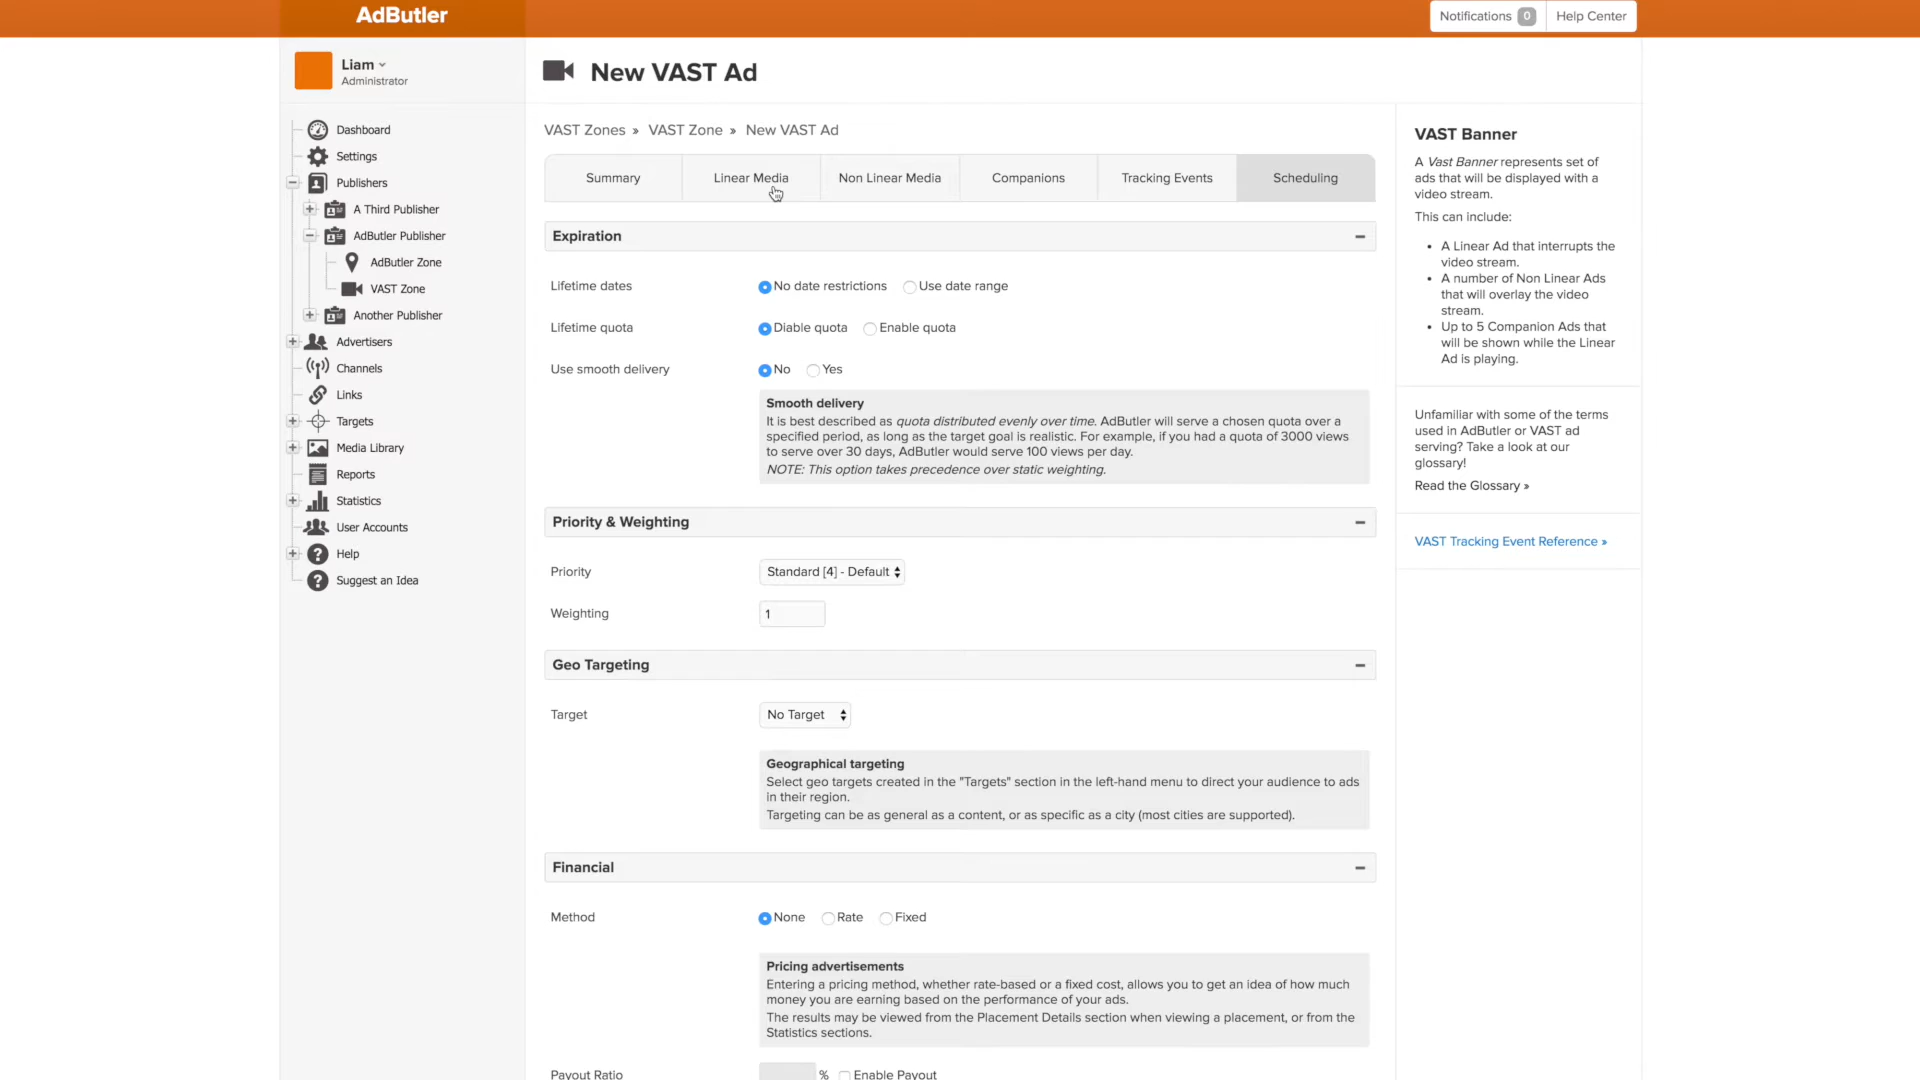 AdButler
Notifications 0 Help Center
Liam
Administrator
New VAST Ad
Dashboard
Settings
Publishers
A Third Publisher
AdButler Publisher
AdButler Zone
VAST Zone
Another Publisher
Advertisers
Channels
Links
Targets
Media Library
Reports
Statistics
User Accounts
Help
Suggest an Idea
VAST Zones » VAST Zone » New VAST Ad
Summary Linear Media Non Linear Media Companions Tracking Events Scheduling
Expiration
Lifetime dates No date restrictions Use date range
Lifetime quota Diable quota Enable quota
Use smooth delivery No Yes
Smooth delivery
It is best described as quota distributed evenly over time. AdButler will serve a chosen quota over a
specified period, as long as the target goal is realistic. For example, if you had a quota of 3000 views
to serve over 30 days, AdButler would serve 100 views per day.
NOTE: This option takes precedence over static weighting.
Priority & Weighting
Priority Standard [4] - Default
Weighting 1
Geo Targeting
Target No Target
Geographical targeting
Select geo targets created in the "Targets" section in the left-hand menu to direct your audience to ads
in their region.
Targeting can be as general as a content, or as specific as a city (most cities are supported).
Financial
Method None Rate Fixed
Pricing advertisements
Entering a pricing method, whether rate-based or a fixed cost, allows you to get an idea of how much
money you are earning based on the performance of your ads.
The results may be viewed from the Placement Details section when viewing a placement, or from the
Statistics sections.
Payout Ratio % Enable Payout
VAST Banner
A Vast Banner represents set of
ads that will be displayed with a
video stream.
This can include:
• A Linear Ad that interrupts the
video stream.
• A number of Non Linear Ads
that will overlay the video
stream.
• Up to 5 Companion Ads that
will be shown while the Linear
Ad is playing.
Unfamiliar with some of the terms
used in AdButler or VAST ad
serving? Take a look at our
glossary!
Read the Glossary »
VAST Tracking Event Reference »